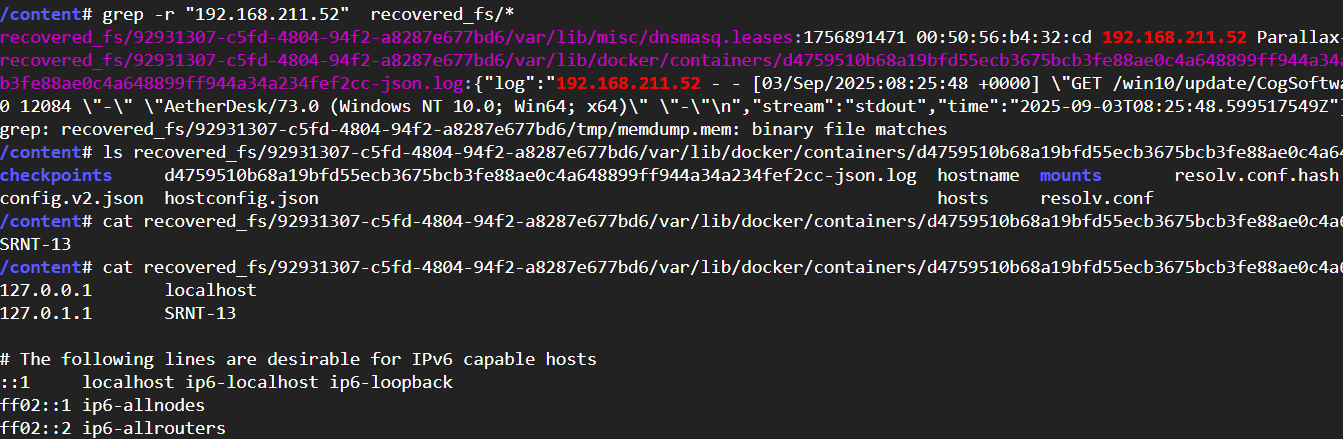 /content# grep -r "192.168.211.52"  recovered_fs/*
recovered_fs/92931307-c5fd-4804-94f2-a8287e677bd6/var/lib/misc/dnsmasq.leases:1756891471 00:50:56:b4:32:cd 192.168.211.52 Parallax-
recovered_fs/92931307-c5fd-4804-94f2-a8287e677bd6/var/lib/docker/containers/d4759510b68a19bfd55ecb3675bc
b3fe88ae0c4a648899ff944a34a234fef2cc-json.log:{"log":"192.168.211.52 - - [03/Sep/2025:08:25:48 +0000] \"GET /win10/update/CogSoftwa
0 12084 \"-\" \"AetherDesk/73.0 (Windows NT 10.0; Win64; x64)\" \"-\"\n","stream":"stdout","time":"2025-09-03T08:25:48.599517549Z"}
grep: recovered_fs/92931307-c5fd-4804-94f2-a8287e677bd6/tmp/memdump.mem: binary file matches
/content# ls recovered_fs/92931307-c5fd-4804-94f2-a8287e677bd6/var/lib/docker/containers/d4759510b68a19bfd55ecb3675bcb3fe88ae0c4a64
checkpoints     d4759510b68a19bfd55ecb3675bcb3fe88ae0c4a648899ff944a34a234fef2cc-json.log  hostname  mounts       resolv.conf.hash
config.v2.json  hostconfig.json                                                            hosts     resolv.conf
/content# cat recovered_fs/92931307-c5fd-4804-94f2-a8287e677bd6/var/lib/docker/containers/d4759510b68a19bfd55ecb3675bcb3fe88ae0c4a6
SRNT-13
/content# cat recovered_fs/92931307-c5fd-4804-94f2-a8287e677bd6/var/lib/docker/containers/d4759510b68a19bfd55ecb3675bcb3fe88ae0c4a6
127.0.0.1       localhost
127.0.1.1       SRNT-13
# The following lines are desirable for IPv6 capable hosts
::1     localhost ip6-localhost ip6-loopback
ff02::1 ip6-allnodes
ff02::2 ip6-allrouters